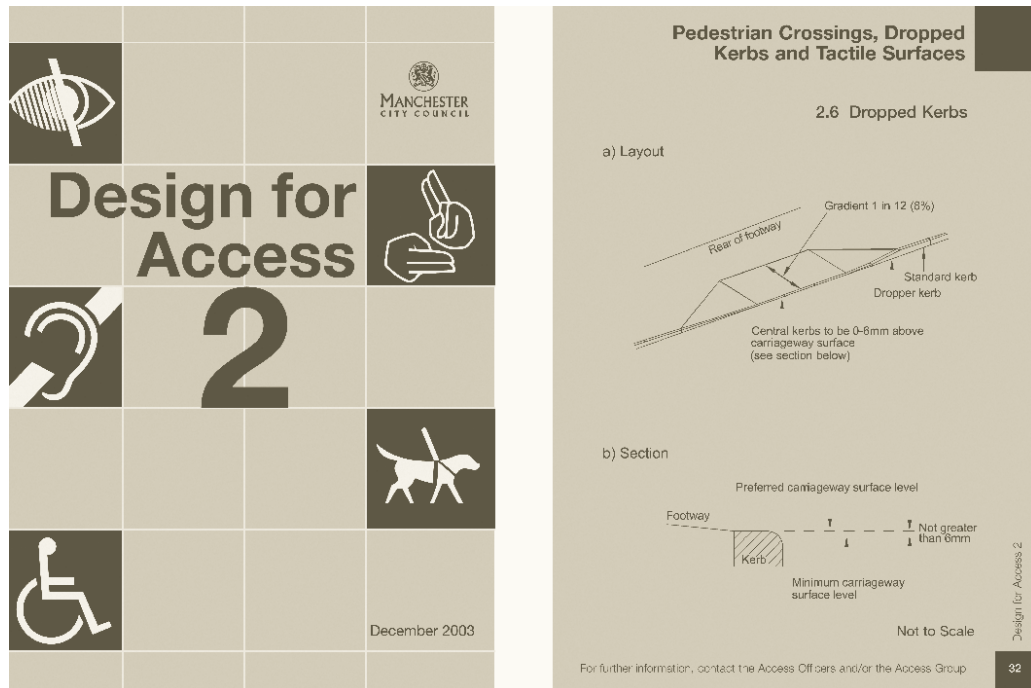 MANCHESTER
CITY COUNCIL
Design for
Access
2
December 2003
Pedestrian Crossings, Dropped
Kerbs and Tactile Surfaces
2.6 Dropped Kerbs
a) Layout
Gradient 1 in 12 (8%)
Rear of footway
Standard kerb
Dropper kerb
Central kerbs to be 0-6mm above
carriageway surface
(see section below)
b) Section
Preferred carriageway surface level
Footway
Not greater
than 6mm
Kerb
Minimum carriageway
surface level
Not to Scale
Design for Access 2
For further information, contact the Access Officers and/or the Access Group
32